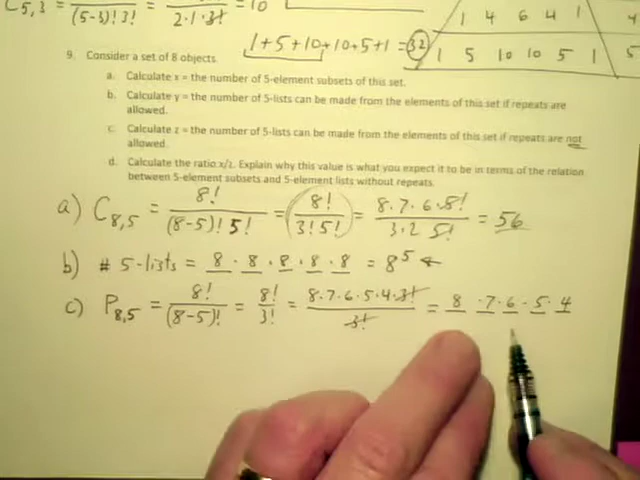 C5,3 = (5-3)! 3! = 2·1·3! = 10
1 4 6 4 1 4
1+5+10+10+5+1 = 32 1 5 10 10 5 1 5
9. Consider a set of 8 objects.
a. Calculate x = the number of 5-element subsets of this set.
b. Calculate y = the number of 5-lists can be made from the elements of this set if repeats are
allowed.
c. Calculate z = the number of 5-lists can be made from the elements of this set if repeats are not
allowed.
d. Calculate the ratio x/z. Explain why this value is what you expect it to be in terms of the relation
between 5-element subsets and 5-element lists without repeats.
a) C8,5 = 8!/(8-5)! 5! = (8!/3! 5!) = 8·7·6·5!/3·2 5! = 56
b) # 5-lists = 8 · 8 · 8 · 8 · 8 = 8^5 ←
c) P8,5 = 8!/(8-5)! = 8!/3! = 8·7·6·5·4·3!/3! = 8 ·7·6·5·4